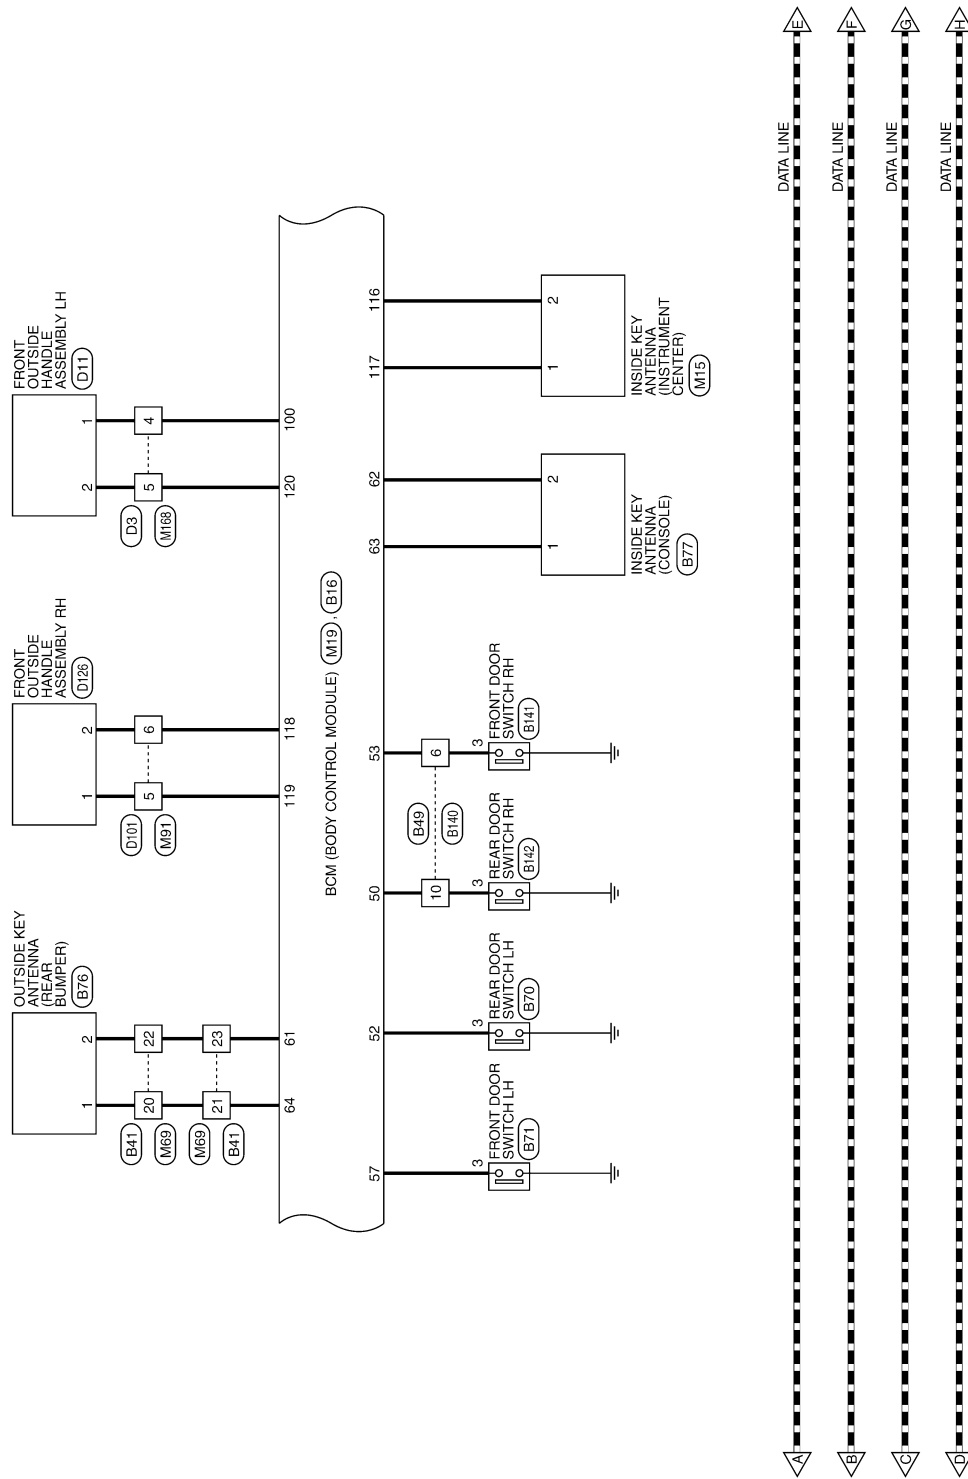 OUTSIDE KEY
ANTENNA
(REAR
BUMPER)
B76
1
2
B41
M69
20
22
M69
B41
21
23
64
61
FRONT
OUTSIDE
HANDLE
ASSEMBLY RH
D126
1
2
D101
M91
5
6
119
118
FRONT
OUTSIDE
HANDLE
ASSEMBLY LH
D11
2
1
D3
M168
5
4
120
100
BCM (BODY CONTROL MODULE) M19 , B16
57
52
50
53
63
62
117
116
B49
B140
10
6
3
FRONT DOOR
SWITCH LH
B71
3
REAR DOOR
SWITCH LH
B70
3
REAR DOOR
SWITCH RH
B142
3
FRONT DOOR
SWITCH RH
B141
1
2
INSIDE KEY
ANTENNA
(CONSOLE)
B77
1
2
INSIDE KEY
ANTENNA
(INSTRUMENT
CENTER)
M15
A
DATA LINE
E
B
DATA LINE
F
C
DATA LINE
G
D
DATA LINE
H